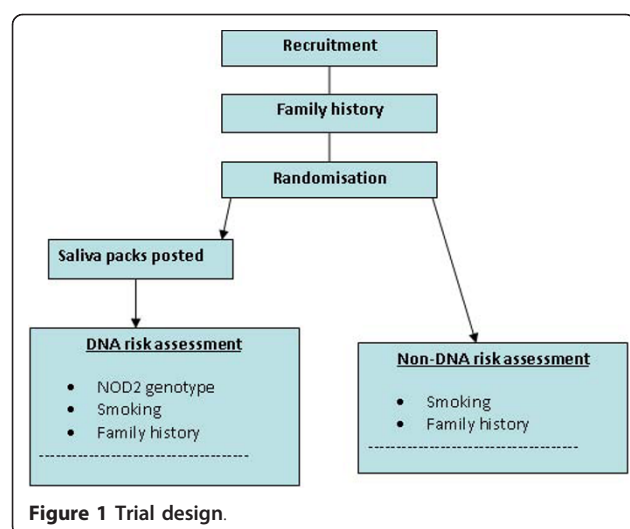 Recruitment
Family history
Randomisation
Saliva packs posted
DNA risk assessment
• NOD2 genotype
• Smoking
• Family history
----------------------------------
Non-DNA risk assessment
• Smoking
• Family history
----------------------------------
Figure 1 Trial design.